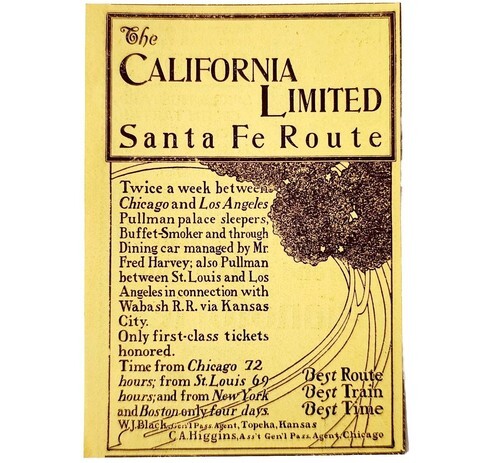 The
CALIFORNIA
LIMITED
Santa Fe Route
Twice a week between
Chicago and Los Angeles
Pullman palace sleepers,
Buffet-Smoker and through
Dining car managed by Mr.
Fred Harvey; also Pullman
between St. Louis and Los
Angeles in connection with
Wabash R.R. via Kansas
City.
Only first-class tickets
honored.
Time from Chicago 72
hours; from St. Louis 69
hours; and from New York
and Boston only four days.
Best Route
Best Train
Best Time
W.J. Black, Gen'l Pass. Agent, Topeka, Kansas
C.A. Higgins, Ass't Gen'l Pass. Agent, Chicago